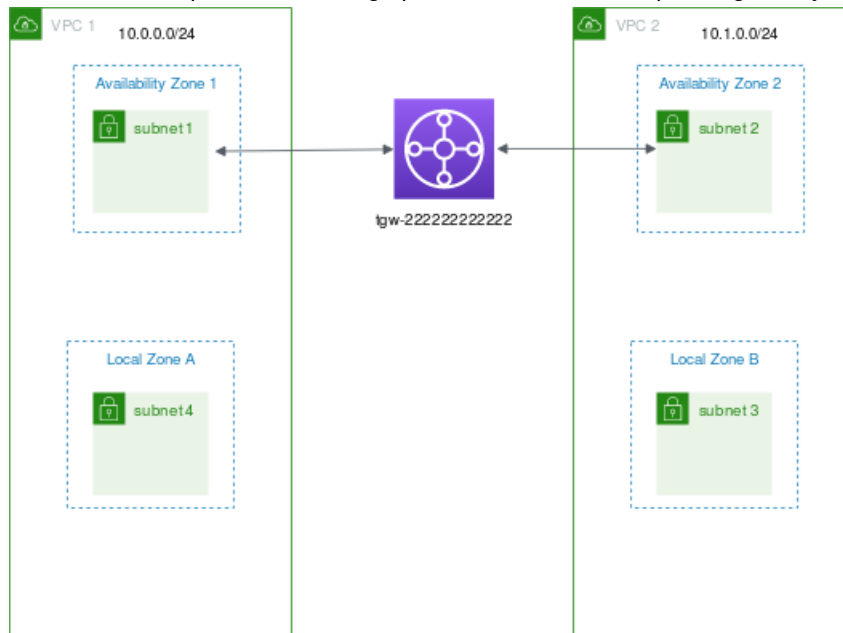 VPC 1
10.0.0.0/24
Availability Zone 1
subnet 1
tgw-222222222222
VPC 2
10.1.0.0/24
Availability Zone 2
subnet 2
Local Zone A
subnet 4
Local Zone B
subnet 3